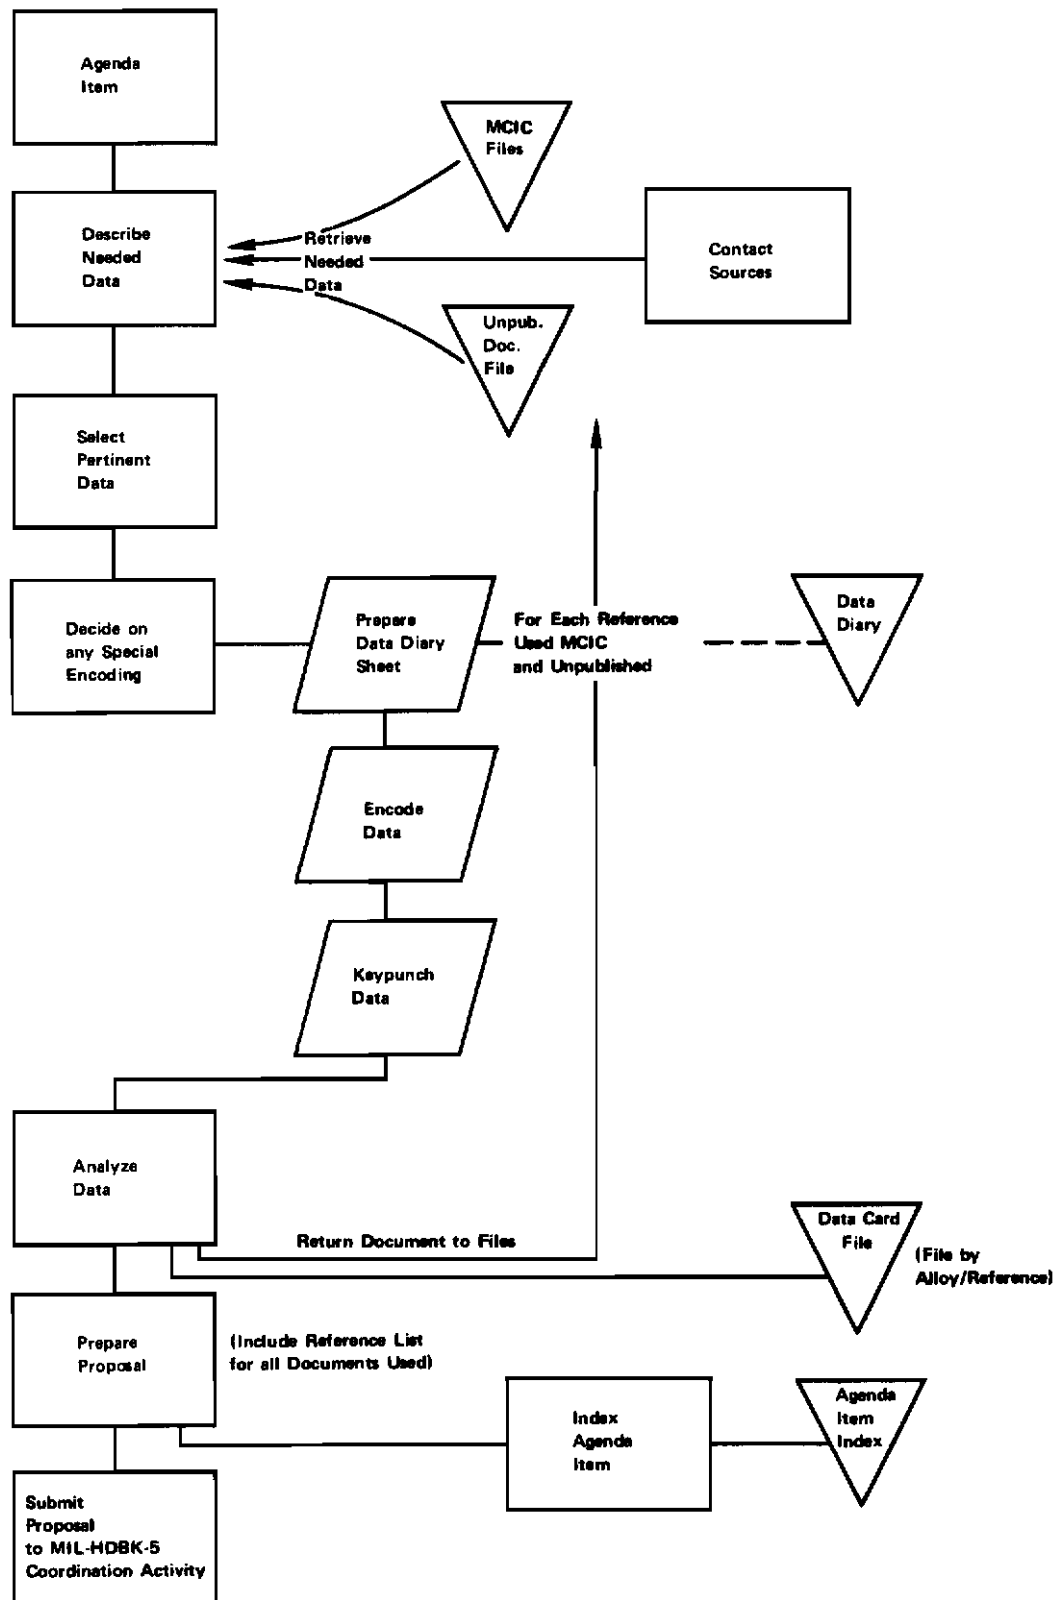 Agenda
Item
MCIC
Files
Describe
Needed
Data
Retrieve
Needed
Data
Contact
Sources
Unpub.
Doc.
File
Select
Pertinent
Data
Decide on
any Special
Encoding
Prepare
Data Diary
Sheet
For Each Reference
Used MCIC
and Unpublished
Data
Diary
Encode
Data
Keypunch
Data
Analyze
Data
Return Document to Files
Data Card
File
(File by
Alloy/Reference)
Prepare
Proposal
(Include Reference List
for all Documents Used)
Index
Agenda
Item
Agenda
Item
Index
Submit
Proposal
to MIL-HDBK-5
Coordination Activity